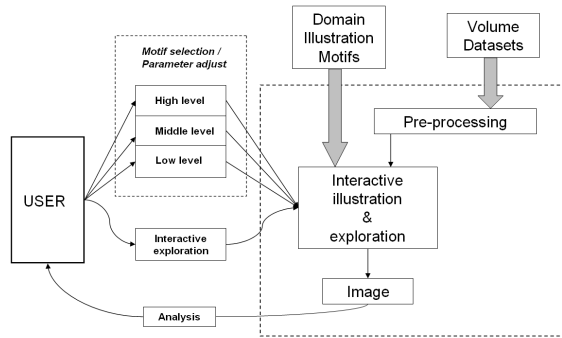 Domain
Illustration
Motifs
Volume
Datasets
Motif selection /
Parameter adjust
High level
Middle level
Low level
Pre-processing
USER
Interactive
illustration
&
exploration
Interactive
exploration
Image
Analysis